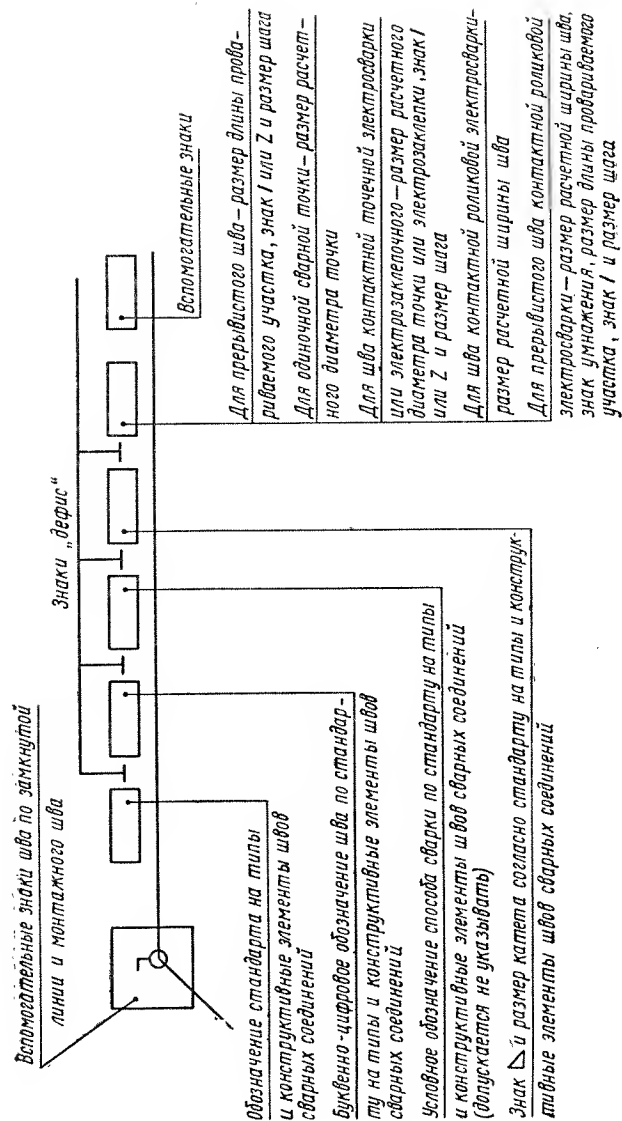 Вспомогательные знаки шва по замкнутой
линии и монтажного шва
Знаки „дефис“
Вспомогательные знаки
Обозначение стандарта на типы
и конструктивные элементы швов
сварных соединений
Буквенно-цифровое обозначение шва по стандар-
ту на типы и конструктивные элементы швов
сварных соединений
Условное обозначение способа сварки по стандарту на типы
и конструктивные элементы швов сварных соединений
(допускается не указывать)
Знак ◺ и размер катета согласно стандарту на типы и конструк-
тивные элементы швов сварных соединений
Для прерывистого шва – размер длины прова-
риваемого участка, знак / или Z и размер шага
Для одиночной сварной точки – размер расчет-
ного диаметра точки
Для шва контактной точечной электросварки
или электрозаклепочного – размер расчетного
диаметра точки или электрозаклепки, знак /
или Z и размер шага
Для шва контактной роликовой электросварки-
размер расчетной ширины шва
Для прерывистого шва контактной роликовой
электросварки – размер расчетной ширины шва,
знак умножения, размер длины провариваемого
участка, знак / и размер шага